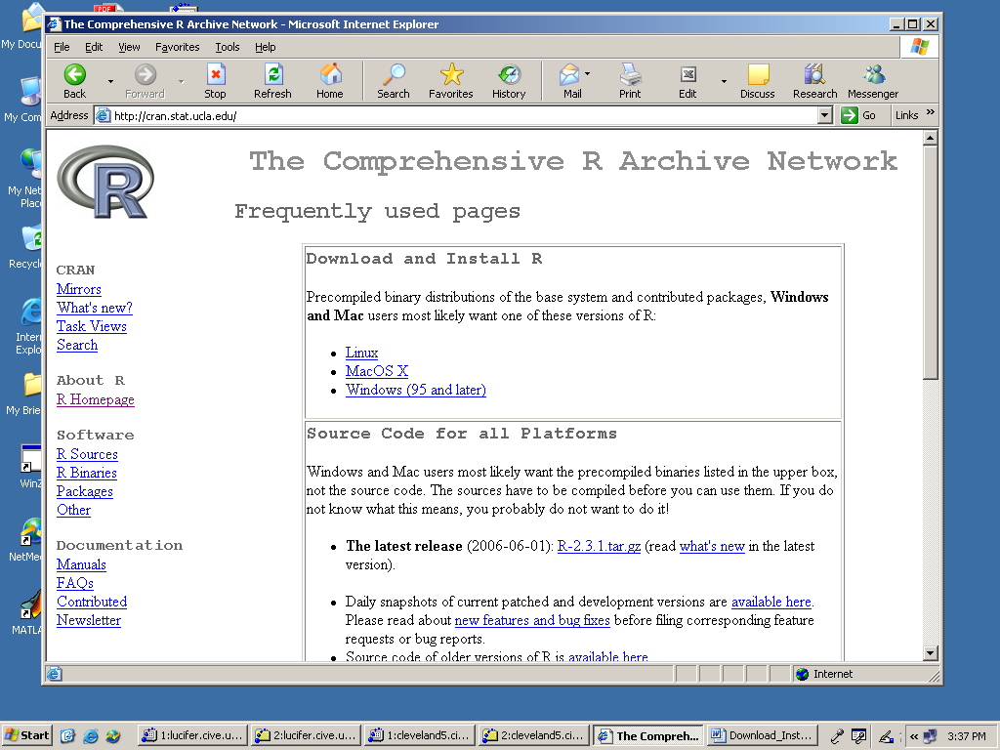 PDF
The Comprehensive R Archive Network - Microsoft Internet Explorer
File Edit View Favorites Tools Help
Back Forward Stop Refresh Home Search Favorites History Mail Print Edit Discuss Research Messenger
Address http://cran.stat.ucla.edu/ Go Links »
R
The Comprehensive R Archive Network
Frequently used pages
CRAN
Mirrors
What's new?
Task Views
Search
About R
R Homepage
Software
R Sources
R Binaries
Packages
Other
Documentation
Manuals
FAQs
Contributed
Newsletter
Download and Install R
Precompiled binary distributions of the base system and contributed packages, Windows
and Mac users most likely want one of these versions of R:
• Linux
• MacOS X
• Windows (95 and later)
Source Code for all Platforms
Windows and Mac users most likely want the precompiled binaries listed in the upper box,
not the source code. The sources have to be compiled before you can use them. If you do
not know what this means, you probably do not want to do it!
• The latest release (2006-06-01): R-2.3.1.tar.gz (read what's new in the latest
version).
• Daily snapshots of current patched and development versions are available here.
Please read about new features and bug fixes before filing corresponding feature
requests or bug reports.
• Source code of older versions of R is available here
Internet
My Docu
My Com
My Net
Place
Recycl
Inter
Explo
My Brie
WinZ
NetMee
MATLA
Start 1:lucifer.cive.u... 2:lucifer.cive.u... 1:cleveland5.ci... 2:cleveland5.ci... The Compreh... Download_Inst... « 3:37 PM